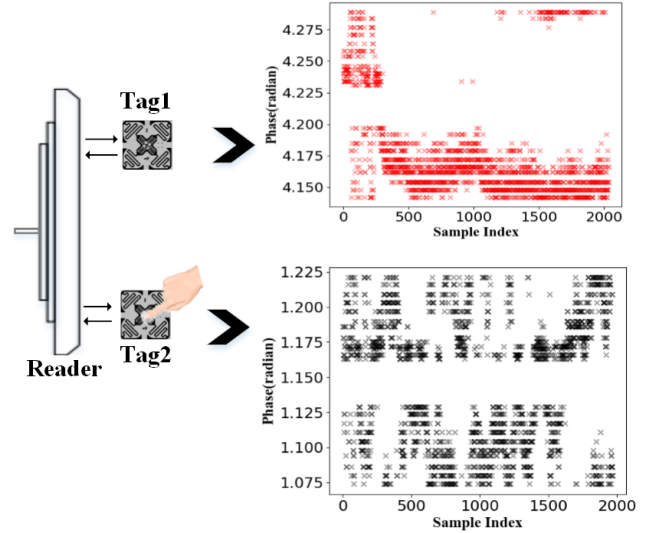 Tag1
Tag2
Reader
Phase(radian)
4.275
4.250
4.225
4.200
4.175
4.150
0 500 1000 1500 2000
Sample Index
Phase(radian)
1.225
1.200
1.175
1.150
1.125
1.100
1.075
0 500 1000 1500 2000
Sample Index